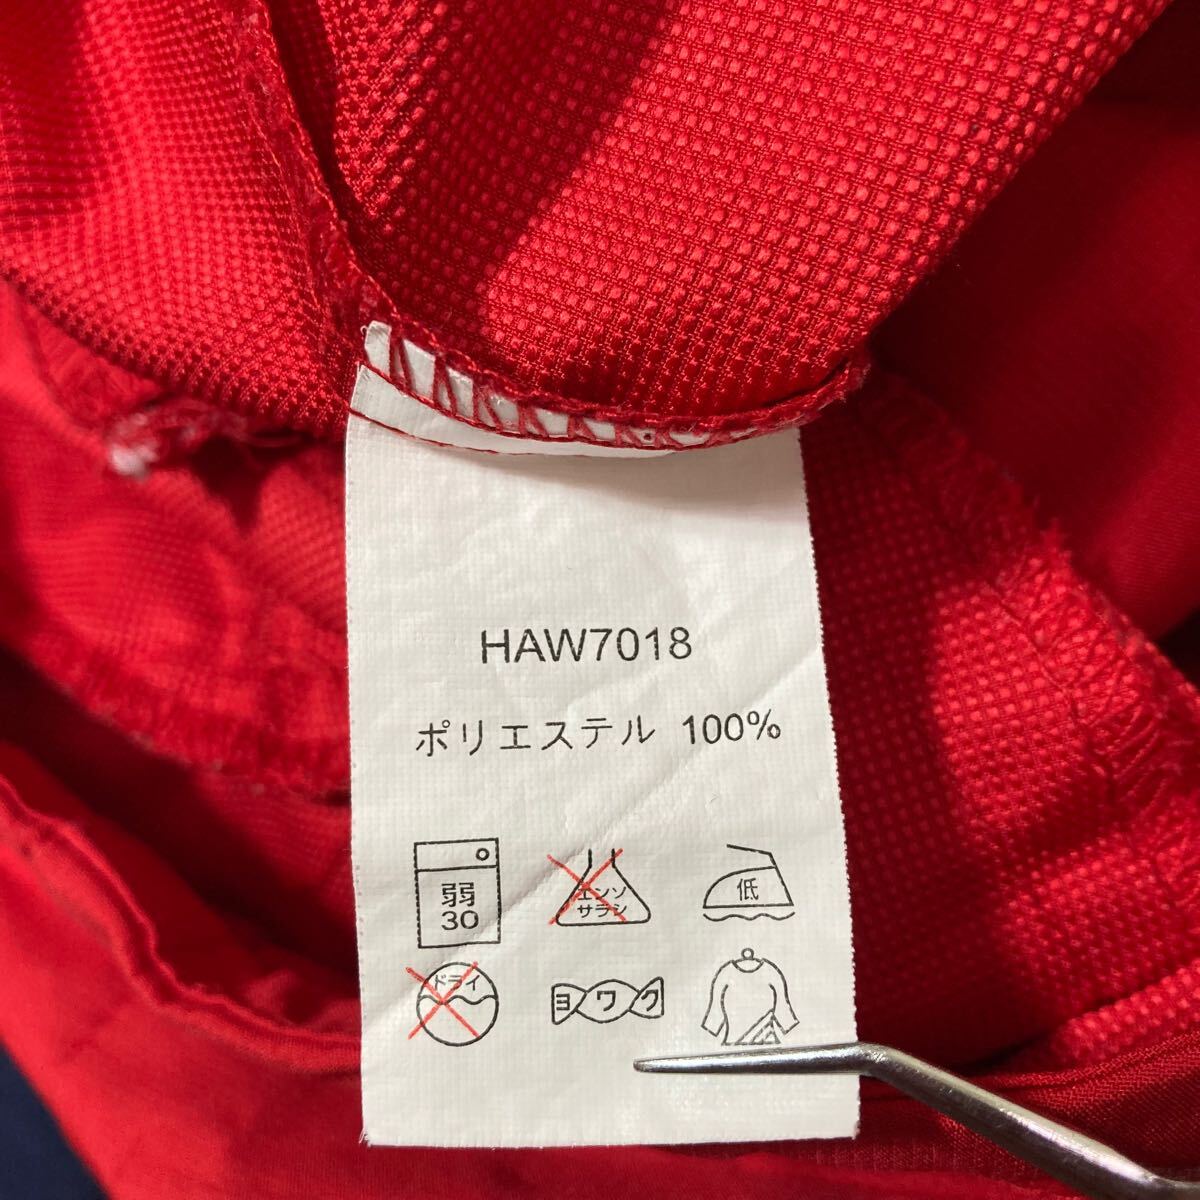 HAW7018
ポリエステル 100%
弱
30
エンソ
サラシ
低
ドライ
ヨワク